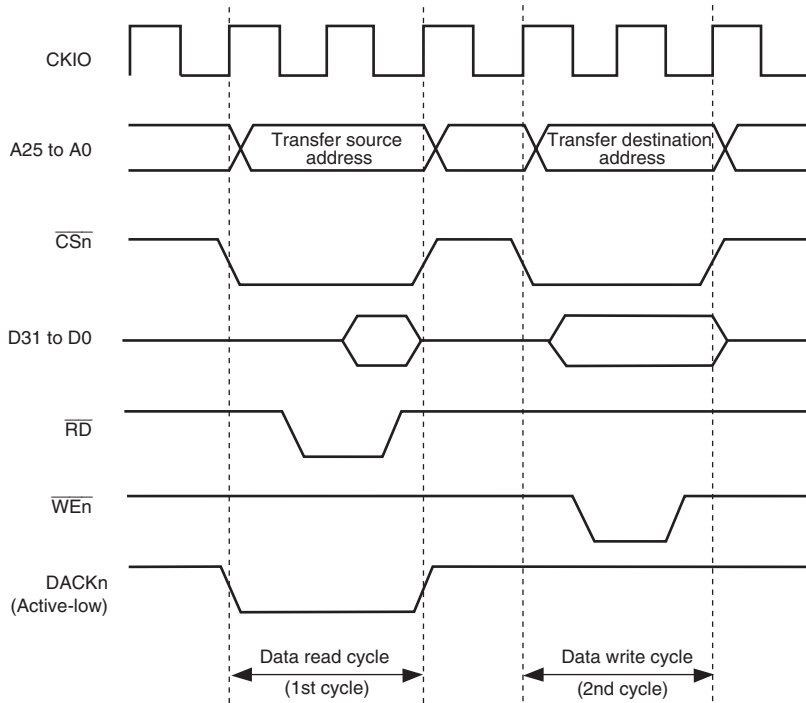 CKIO
A25 to A0
Transfer source
address
Transfer destination
address
CSn
D31 to D0
RD
WEn
DACKn
(Active-low)
Data read cycle
(1st cycle)
Data write cycle
(2nd cycle)